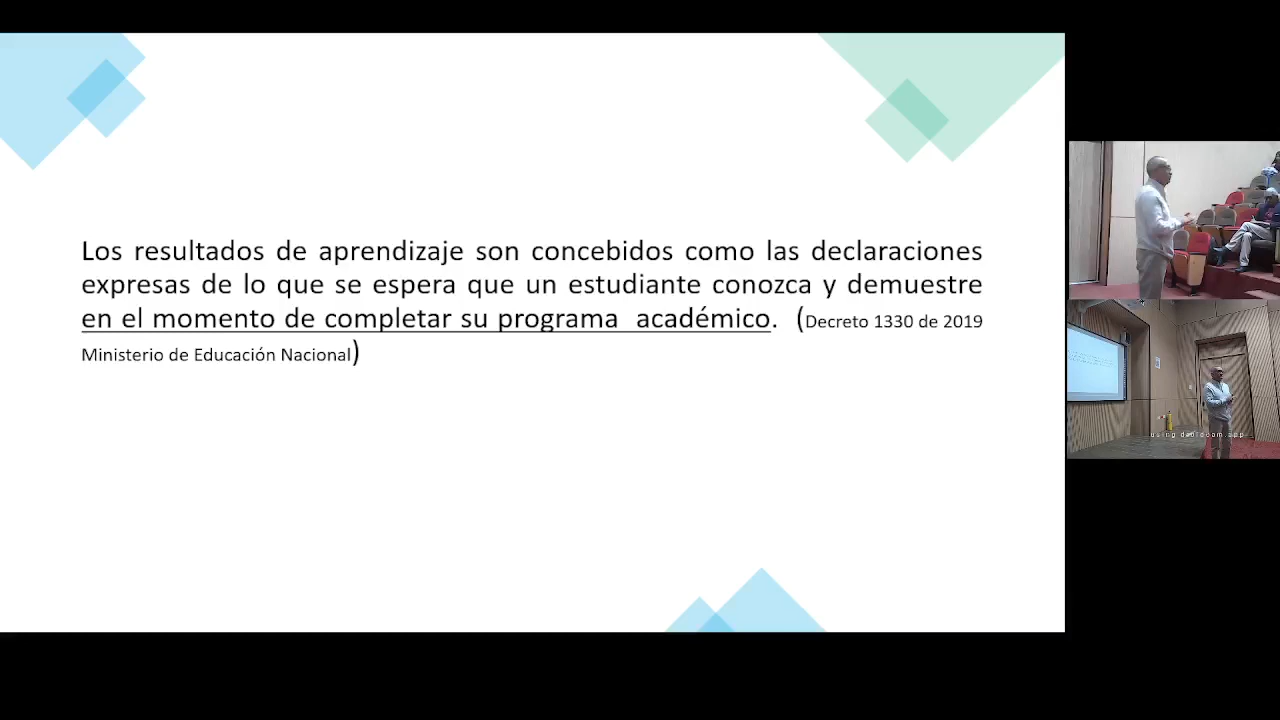 Los resultados de aprendizaje son concebidos como las declaraciones
expresas de lo que se espera que un estudiante conozca y demuestre
en el momento de completar su programa  académico.  (Decreto 1330 de 2019
Ministerio de Educación Nacional)